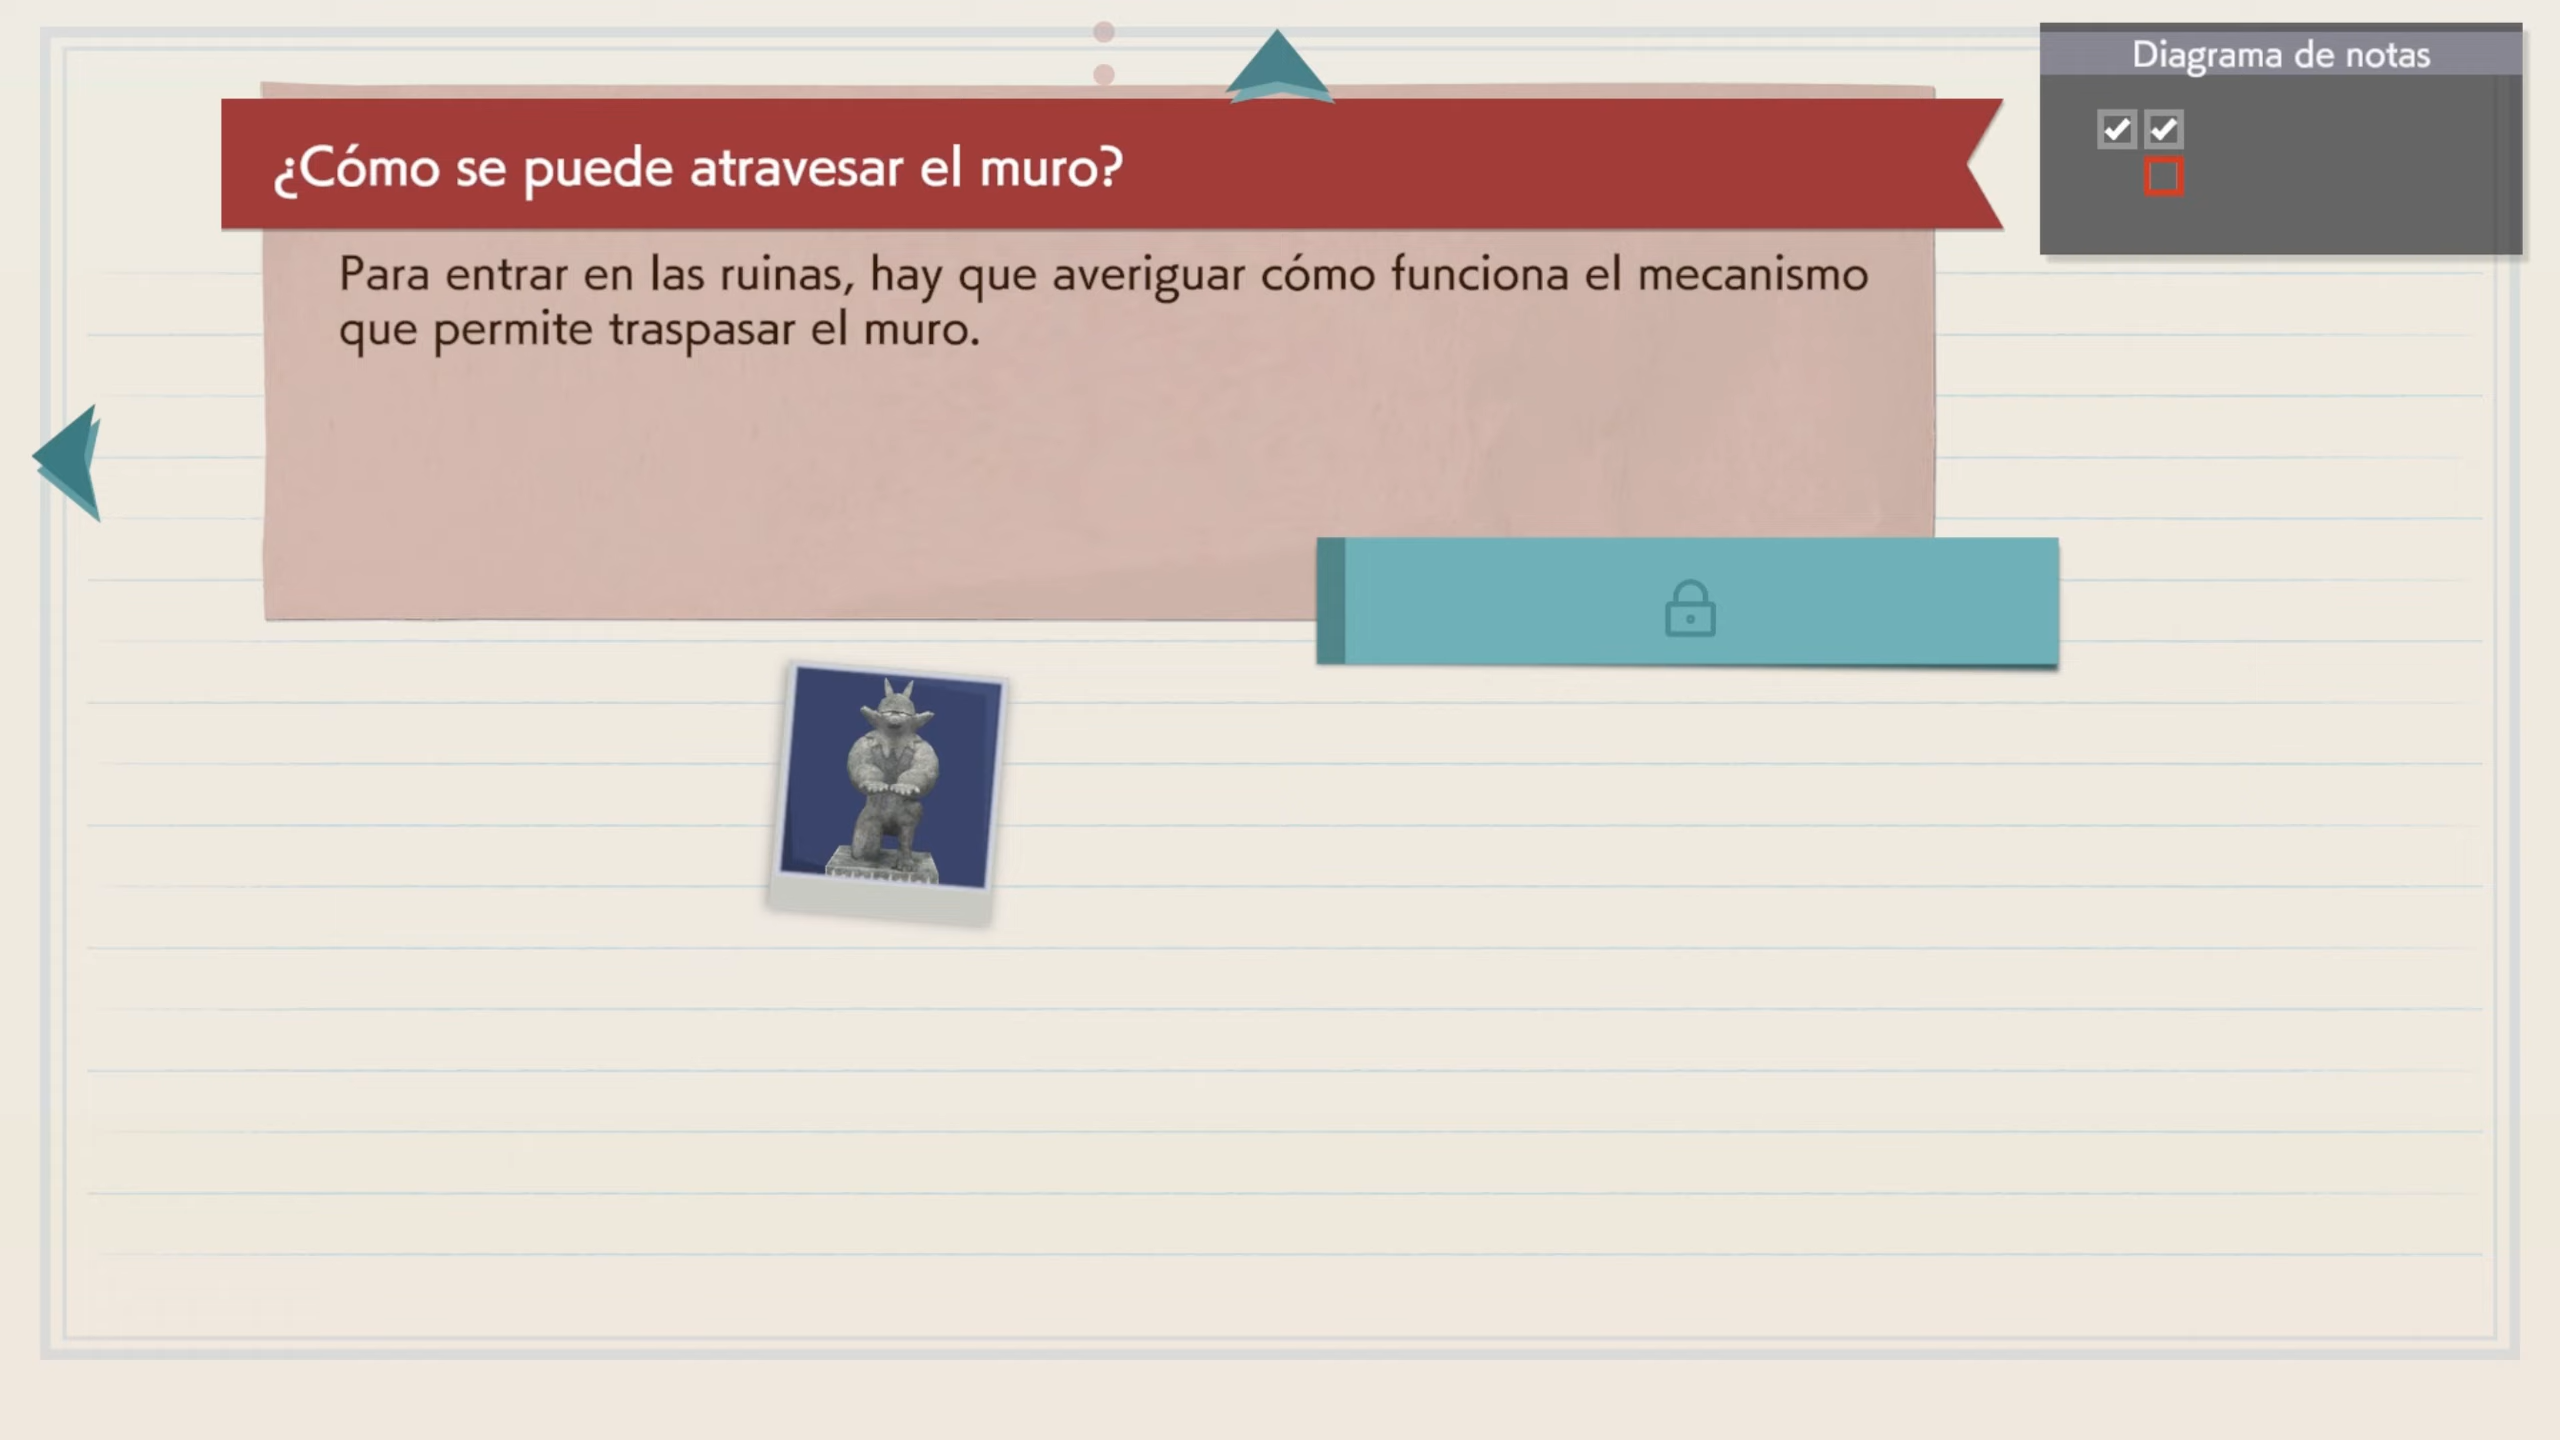 Diagrama de notas
¿Cómo se puede atravesar el muro?
Para entrar en las ruinas, hay que averiguar cómo funciona el mecanismo
que permite traspasar el muro.